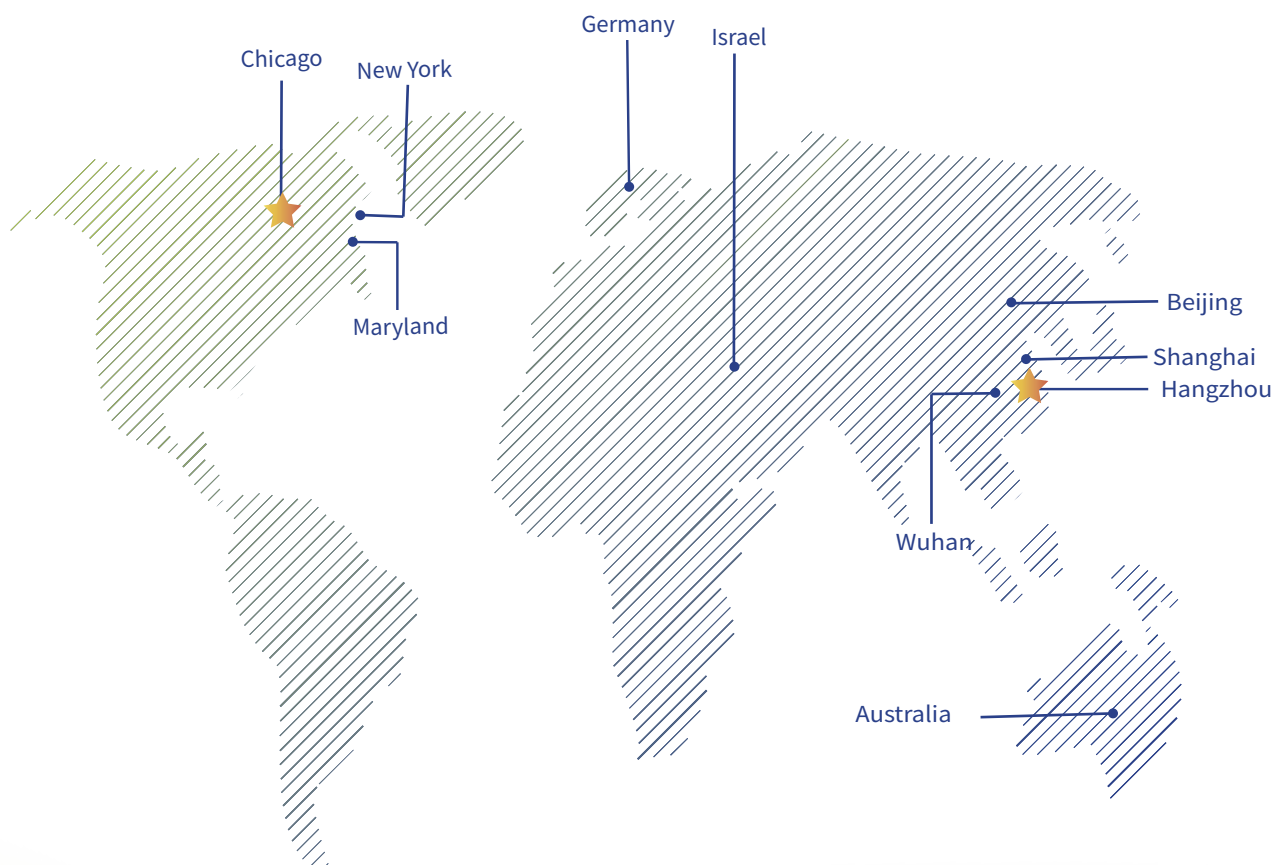 Germany
Israel
Chicago
New York
Maryland
Beijing
Shanghai
Hangzhou
Wuhan
Australia